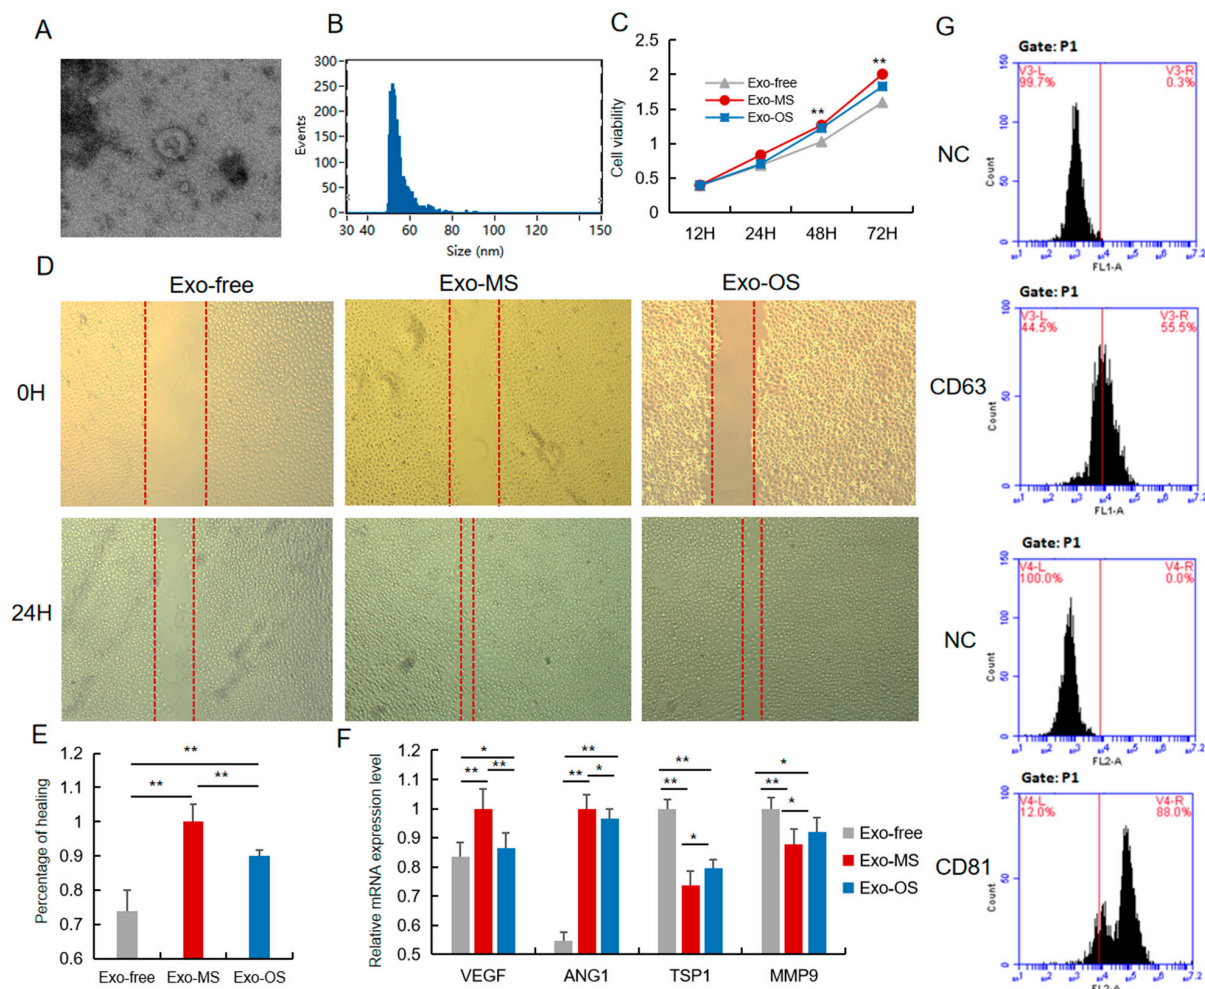 A
B
300
250
200
150
100
50
0
Events
30 40 60 80 100 120 150
Size (nm)
C
2.5
2
1.5
1
0.5
0
Cell viability
Exo-free
Exo-MS
Exo-OS
**
**
12H 24H 48H 72H
D
Exo-free Exo-MS Exo-OS
0H
24H
E
1.2
1.1
1
0.9
0.8
0.7
0.6
Percentage of healing
**
**
**
Exo-free Exo-MS Exo-OS
F
1.2
1.1
1
0.9
0.8
0.7
0.6
0.5
Relative mRNA expression level
*
** **
**
** *
**
**
*
*
**
*
VEGF ANG1 TSP1 MMP9
Exo-free
Exo-MS
Exo-OS
G
NC
Gate: P1
V3-L
99.7%
V3-R
0.3%
150
100
50
0
Count
FL1-A
CD63
Gate: P1
V3-L
44.5%
V3-R
55.5%
100
50
0
Count
FL1-A
NC
Gate: P1
V4-L
100.0%
V4-R
0.0%
150
100
50
0
Count
FL2-A
CD81
Gate: P1
V4-L
12.0%
V4-R
88.0%
100
50
0
Count
FL2-A